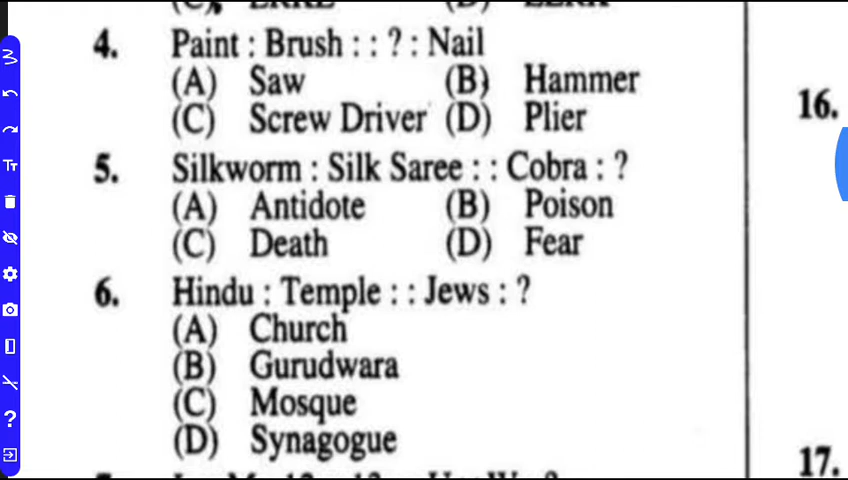 4. Paint : Brush : : ? : Nail
(A) Saw (B) Hammer
(C) Screw Driver (D) Plier
16.
5. Silkworm : Silk Saree : : Cobra : ?
(A) Antidote (B) Poison
(C) Death (D) Fear
6. Hindu : Temple : : Jews : ?
(A) Church
(B) Gurudwara
(C) Mosque
(D) Synagogue
17.